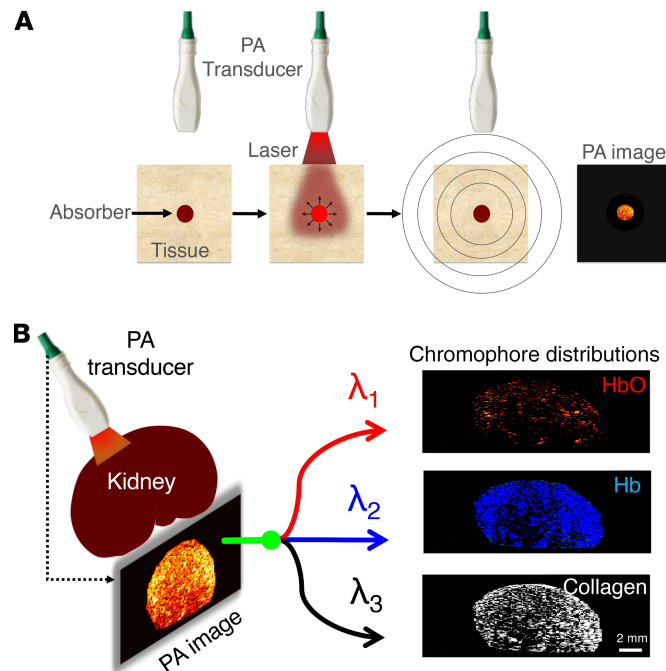 A
PA
Transducer
Laser
PA image
Absorber
Tissue
B
PA
transducer
Chromophore distributions
λ1
HbO
Kidney
λ2
Hb
λ3
Collagen
PA image
2 mm